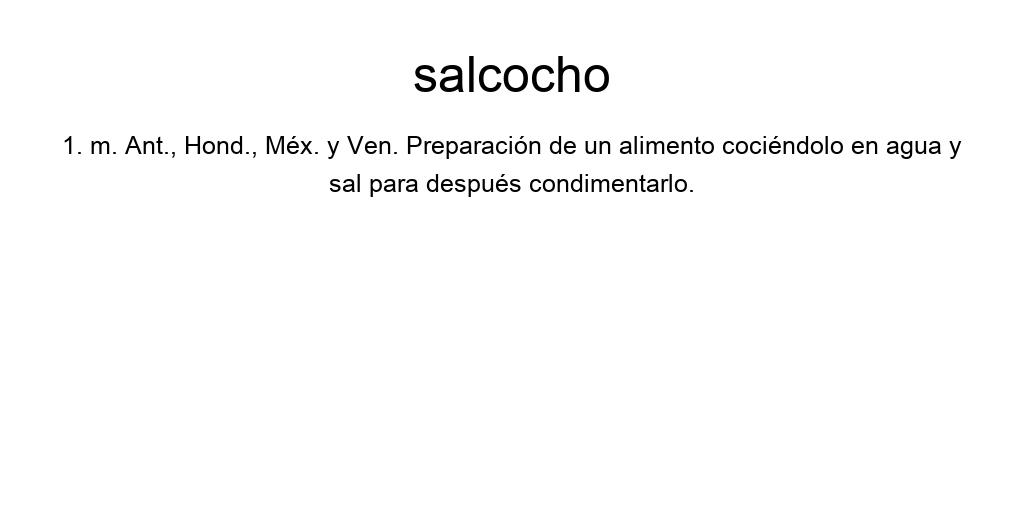 salcocho
1. m. Ant., Hond., Méx. y Ven. Preparación de un alimento cociéndolo en agua y
sal para después condimentarlo.